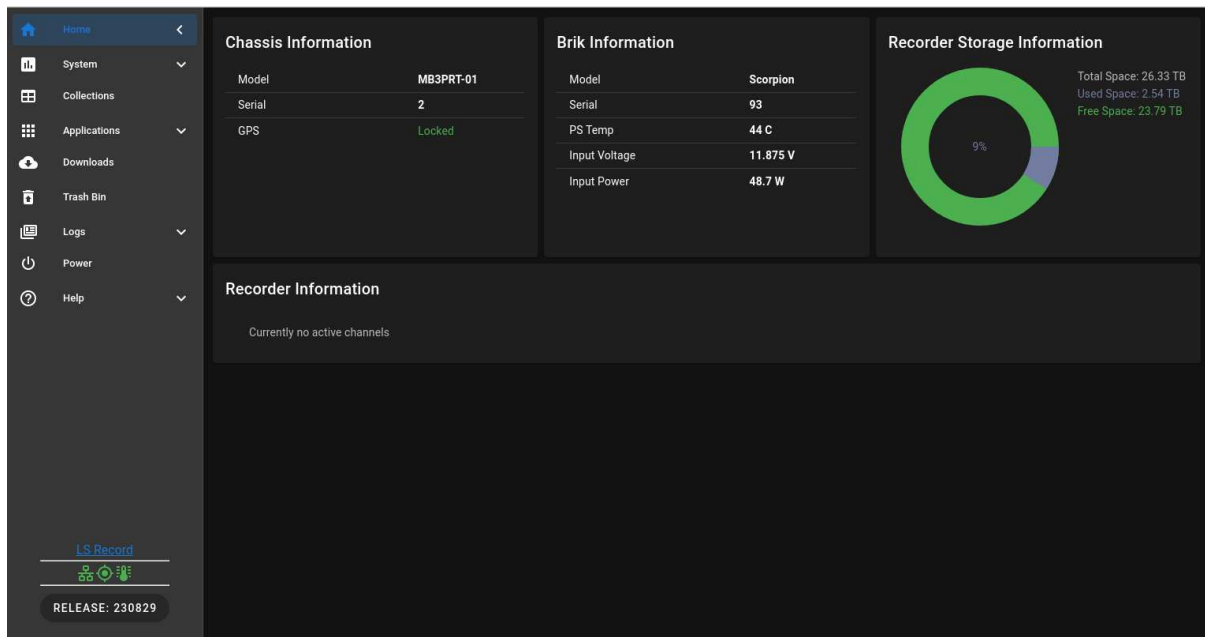 Home
System
Collections
Applications
Downloads
Trash Bin
Logs
Power
Help
LS Record
RELEASE: 230829
Chassis Information
Model MB3PRT-01
Serial 2
GPS Locked
Brik Information
Model Scorpion
Serial 93
PS Temp 44 C
Input Voltage 11.875 V
Input Power 48.7 W
Recorder Storage Information
9%
Total Space: 26.33 TB
Used Space: 2.54 TB
Free Space: 23.79 TB
Recorder Information
Currently no active channels